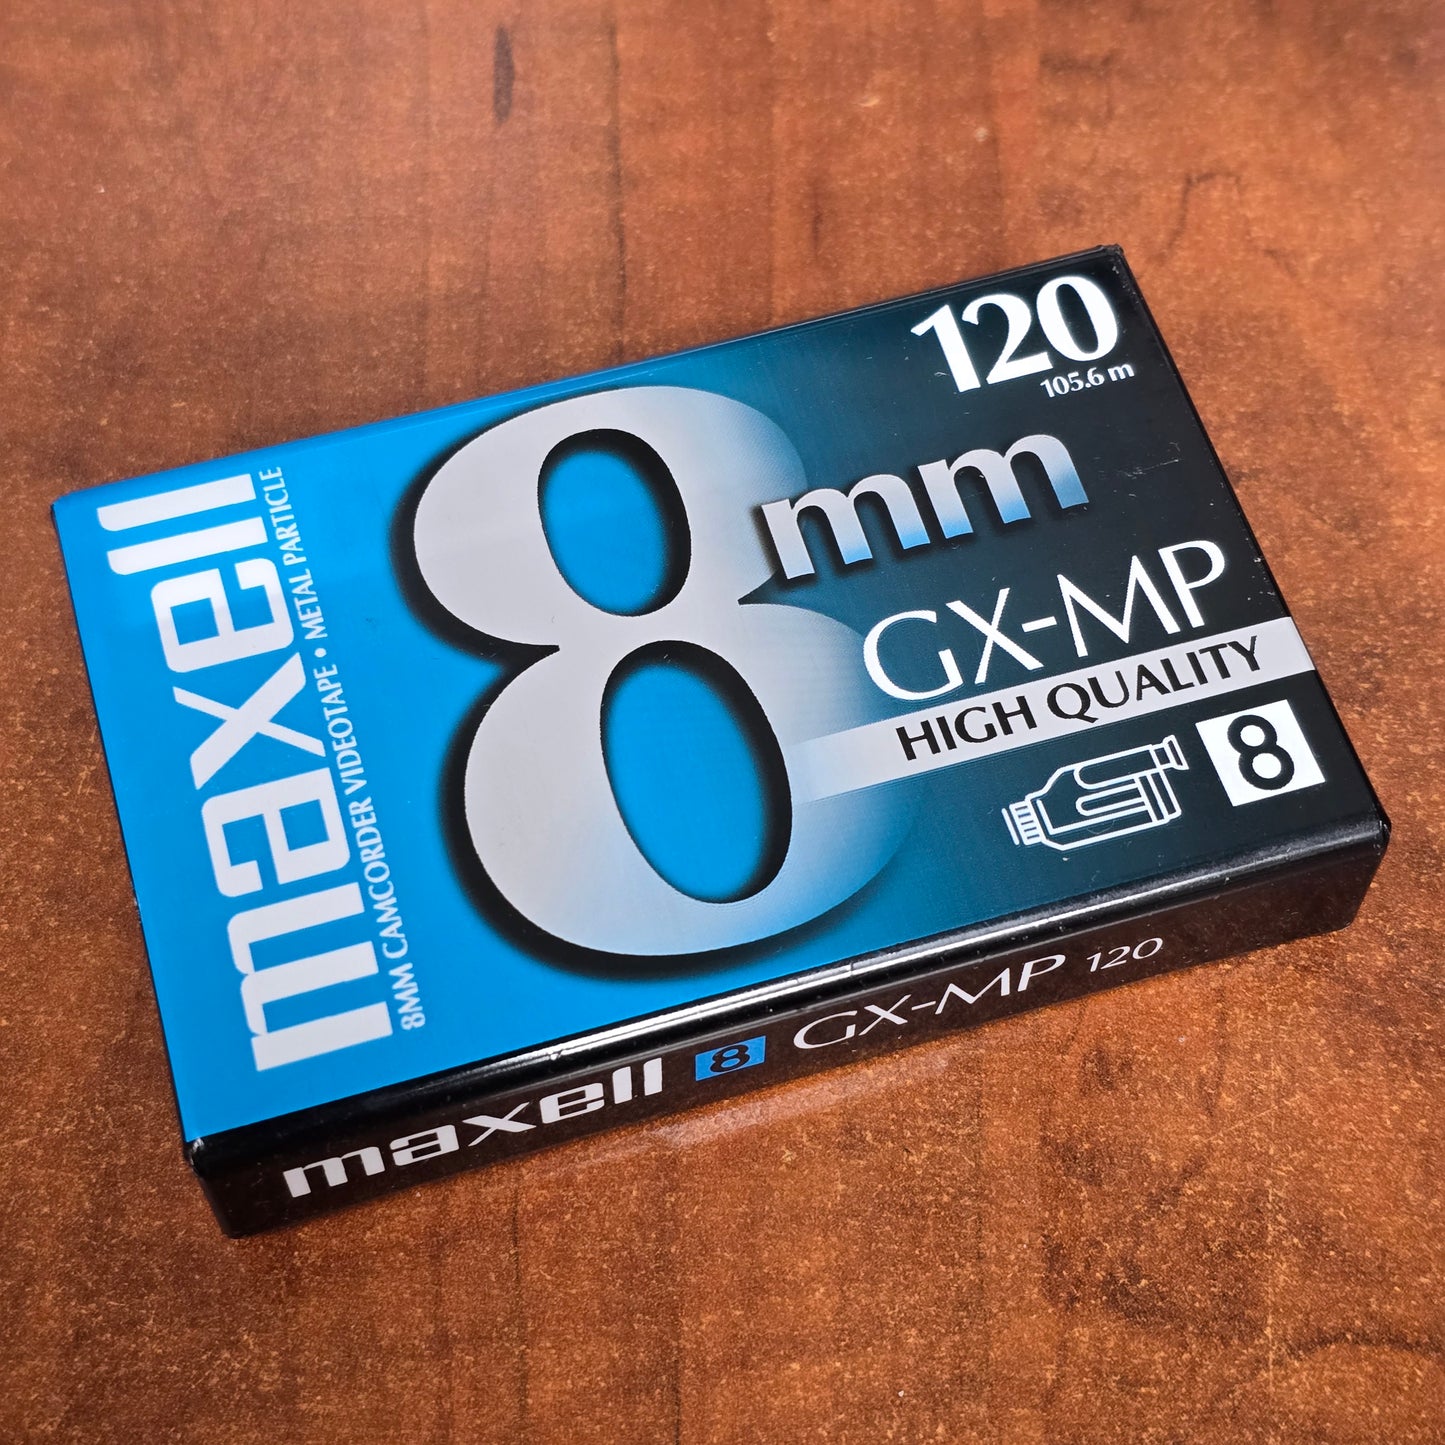 maxell
8MM CAMCORDER VIDEOTAPE • METAL PARTICLE
120
105.6 m
8mm
GX-MP
HIGH QUALITY
8
maxell 8 GX-MP 120